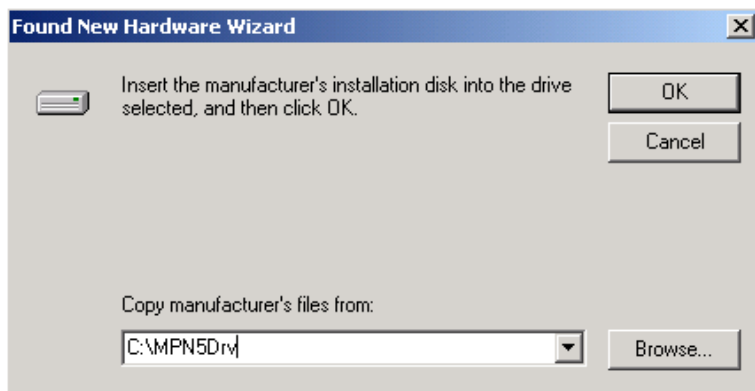 Found New Hardware Wizard
Insert the manufacturer's installation disk into the drive
selected, and then click OK.
OK
Cancel
Copy manufacturer's files from:
C:\MPN5Drv
Browse...